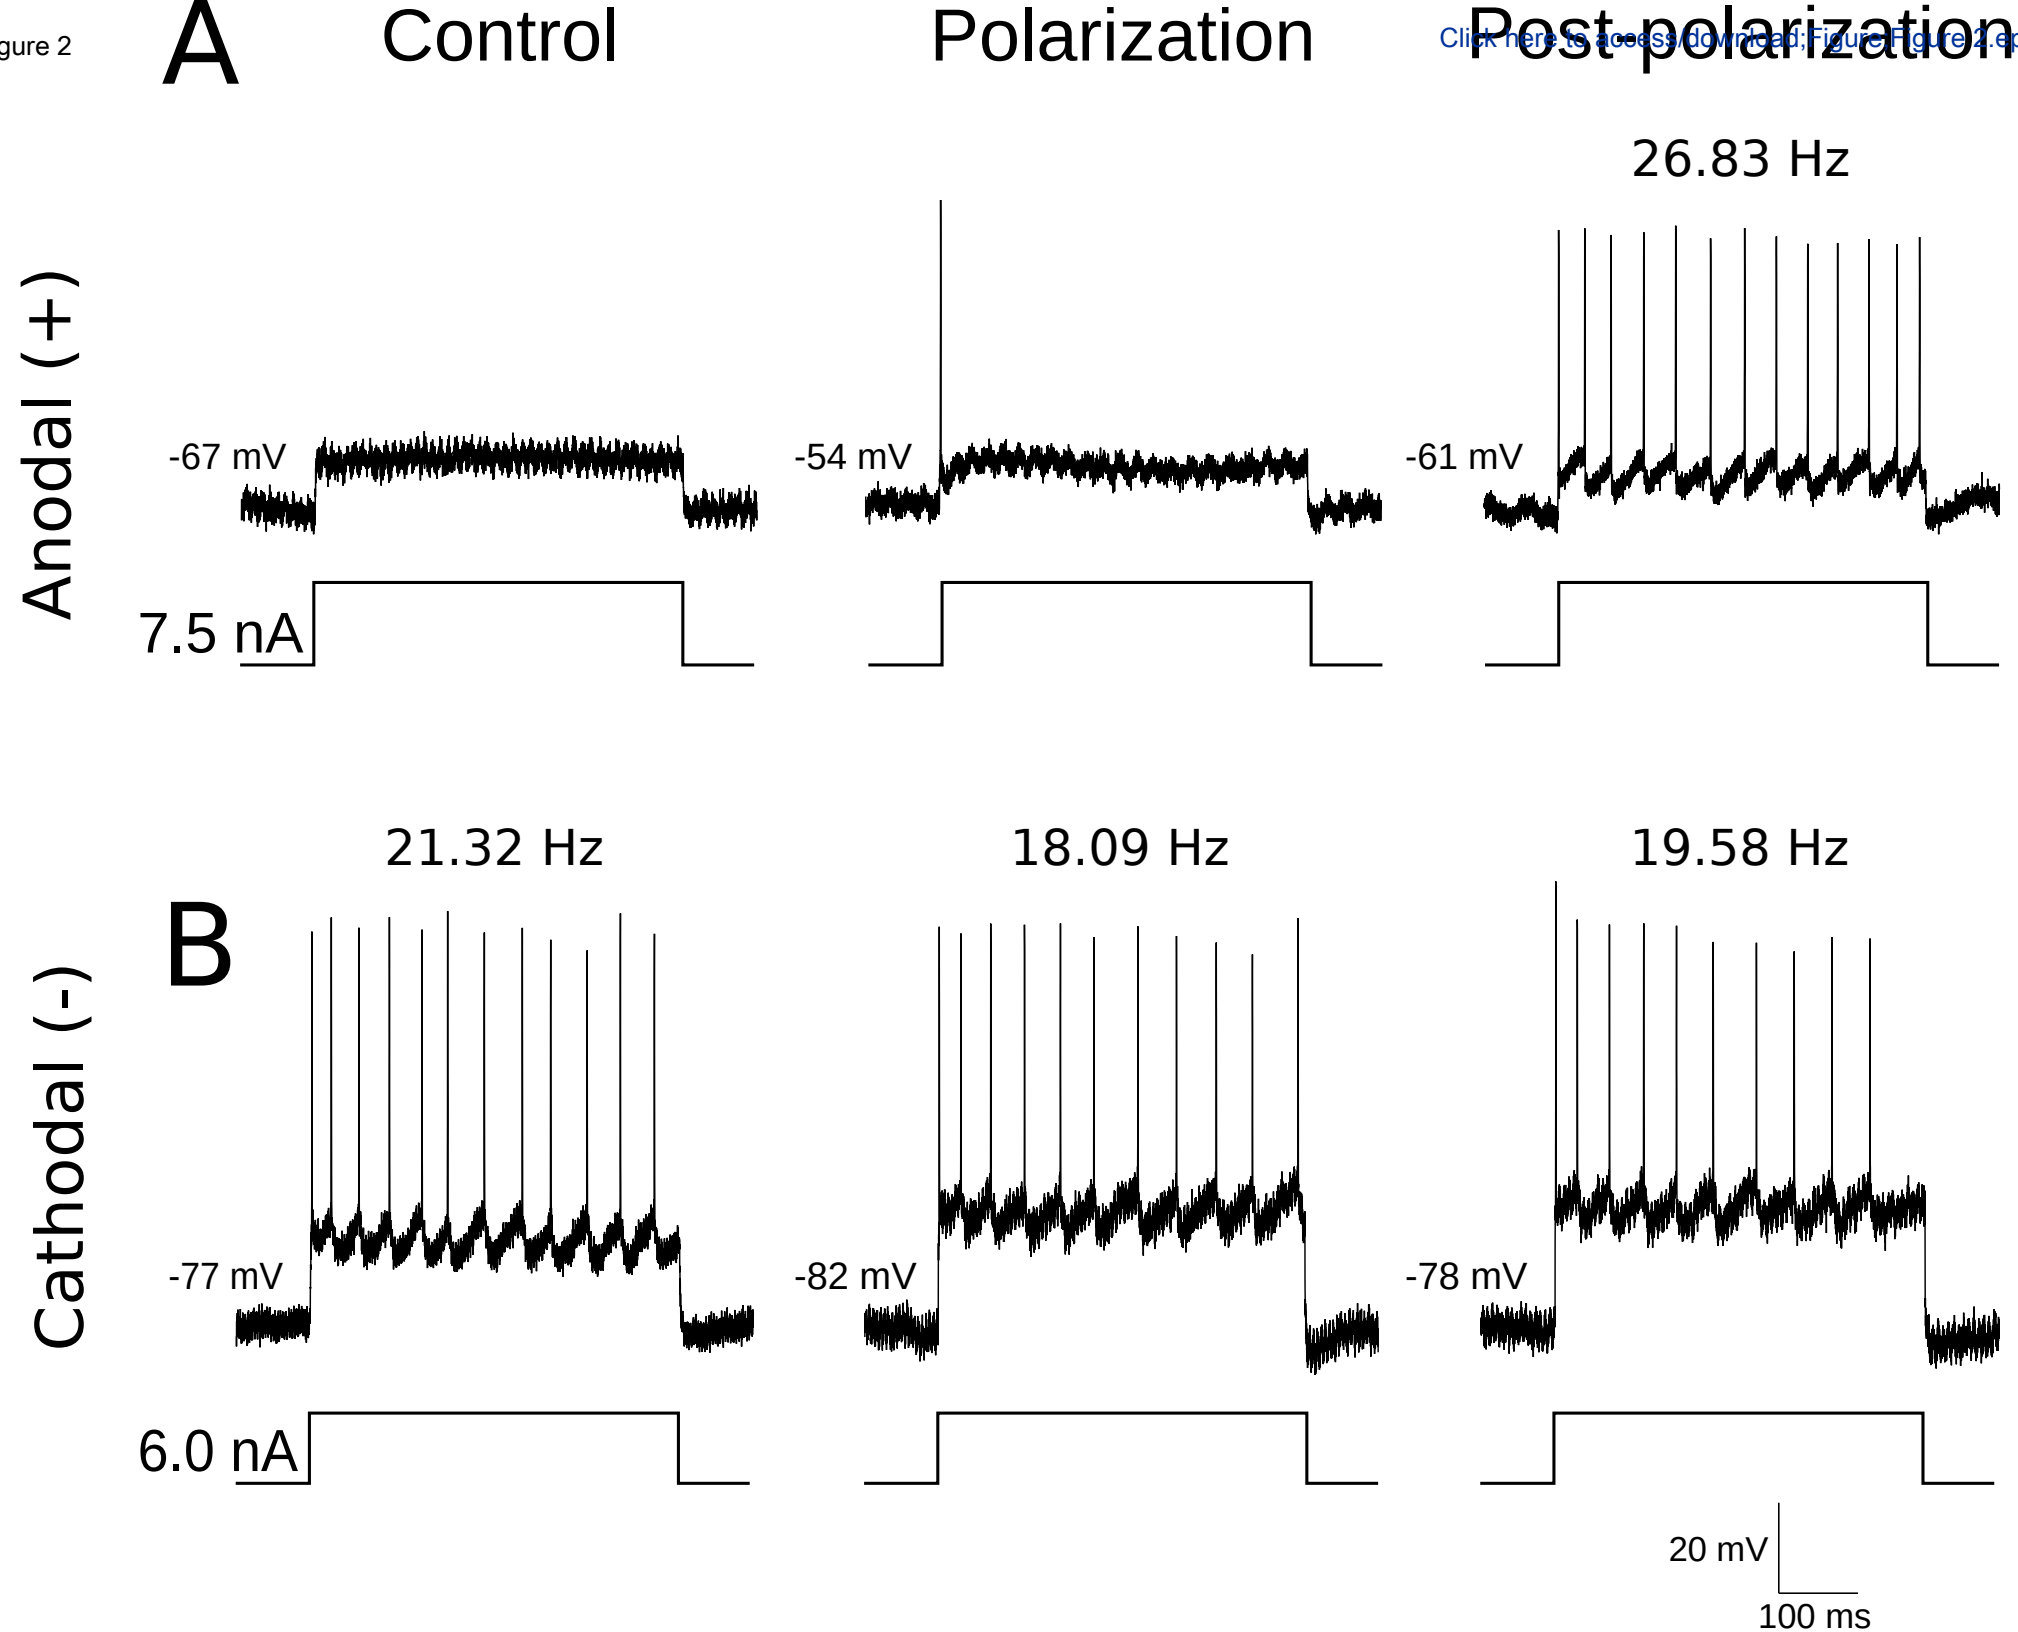 gure 2
A
Control
Polarization
Post-polarization
Click here to access/download;Figure;Figure 2.ep
26.83 Hz
Anodal (+)
-67 mV
-54 mV
-61 mV
7.5 nA
21.32 Hz
18.09 Hz
19.58 Hz
B
Cathodal (-)
-77 mV
-82 mV
-78 mV
6.0 nA
20 mV
100 ms